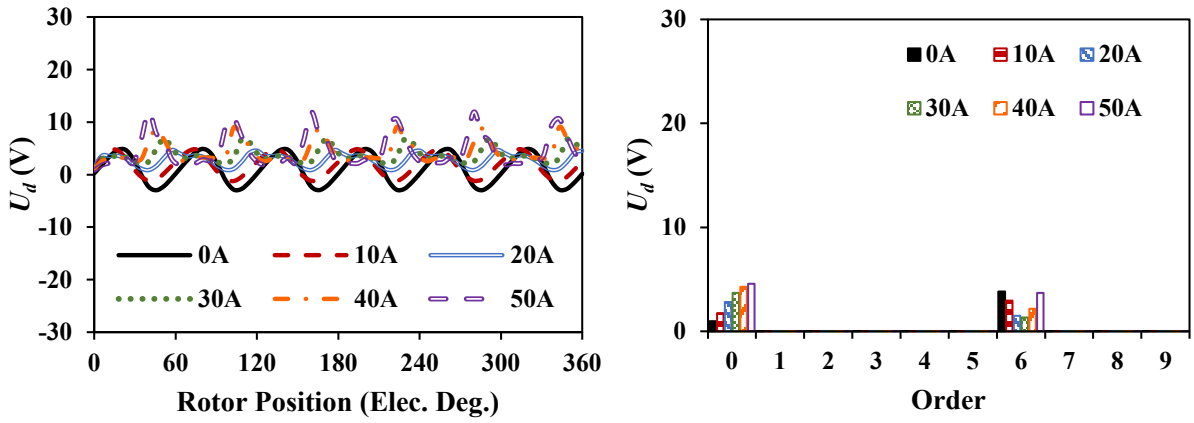 30
20
10
0
-10
-20
-30
U_d (V)
0A 10A 20A
30A 40A 50A
0 60 120 180 240 300 360
Rotor Position (Elec. Deg.)
30
20
10
0
U_d (V)
0A 10A 20A
30A 40A 50A
0 1 2 3 4 5 6 7 8 9
Order